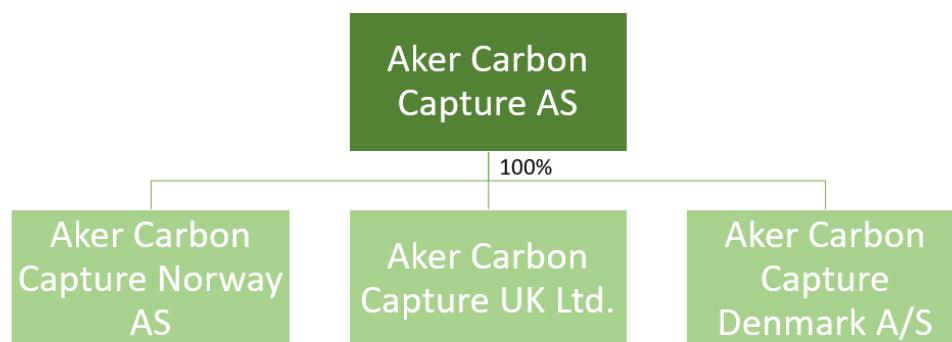 Aker Carbon
Capture AS
100%
Aker Carbon
Capture Norway
AS
Aker Carbon
Capture UK Ltd.
Aker Carbon
Capture
Denmark A/S